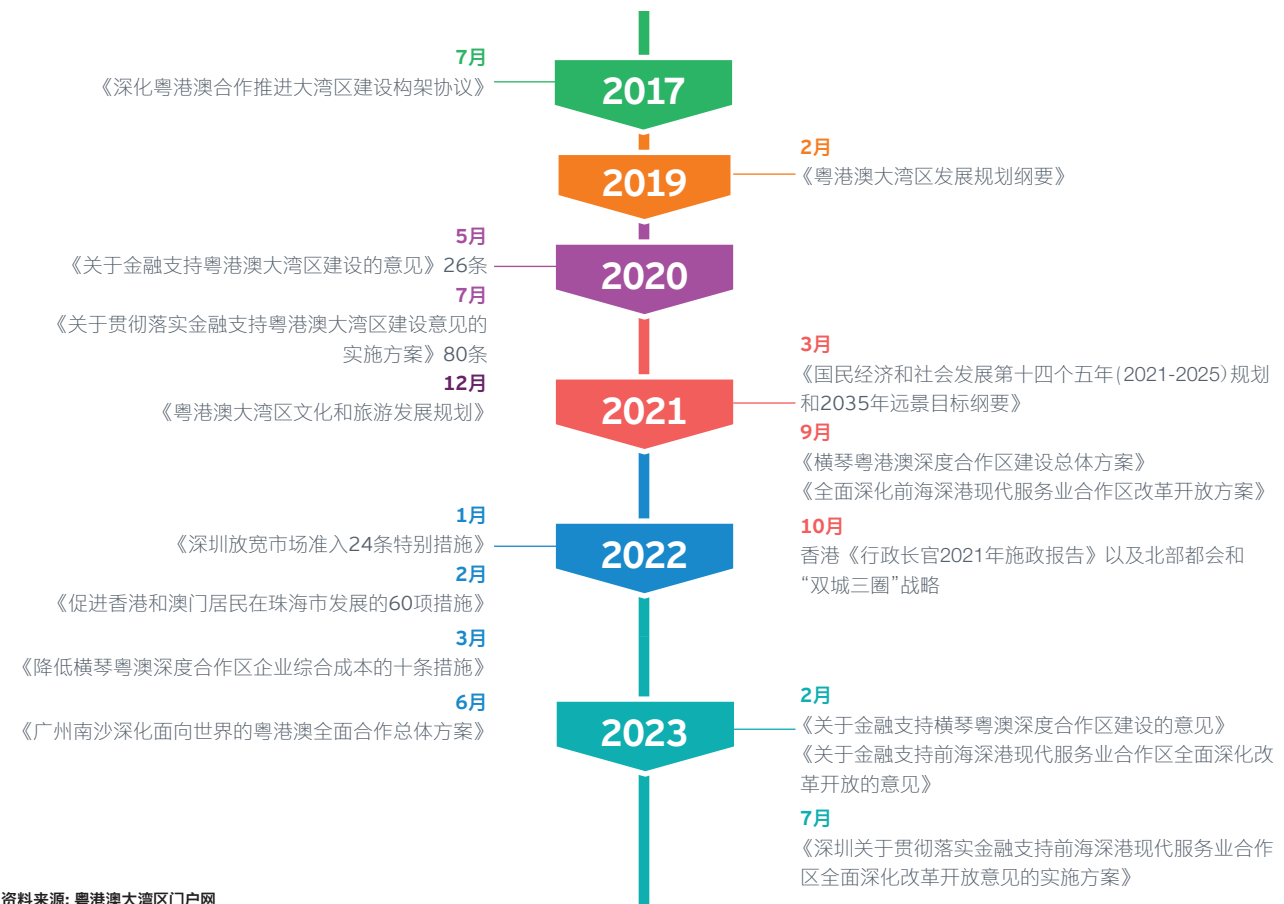 2017
7月
《深化粤港澳合作推进大湾区建设构架协议》
2019
2月
《粤港澳大湾区发展规划纲要》
2020
5月
《关于金融支持粤港澳大湾区建设的意见》26条
7月
《关于贯彻落实金融支持粤港澳大湾区建设意见的
实施方案》80条
12月
《粤港澳大湾区文化和旅游发展规划》
2021
3月
《国民经济和社会发展第十四个五年(2021-2025)规划
和2035年远景目标纲要》
9月
《横琴粤港澳深度合作区建设总体方案》
《全面深化前海深港现代服务业合作区改革开放方案》
10月
香港《行政长官2021年施政报告》以及北部都会和
“双城三圈”战略
2022
1月
《深圳放宽市场准入24条特别措施》
2月
《促进香港和澳门居民在珠海市发展的60项措施》
3月
《降低横琴粤澳深度合作区企业综合成本的十条措施》
6月
《广州南沙深化面向世界的粤港澳全面合作总体方案》
2023
2月
《关于金融支持横琴粤澳深度合作区建设的意见》
《关于金融支持前海深港现代服务业合作区全面深化改
革开放的意见》
7月
《深圳关于贯彻落实金融支持前海深港现代服务业合作
区全面深化改革开放意见的实施方案》
资料来源: 粤港澳大湾区门户网